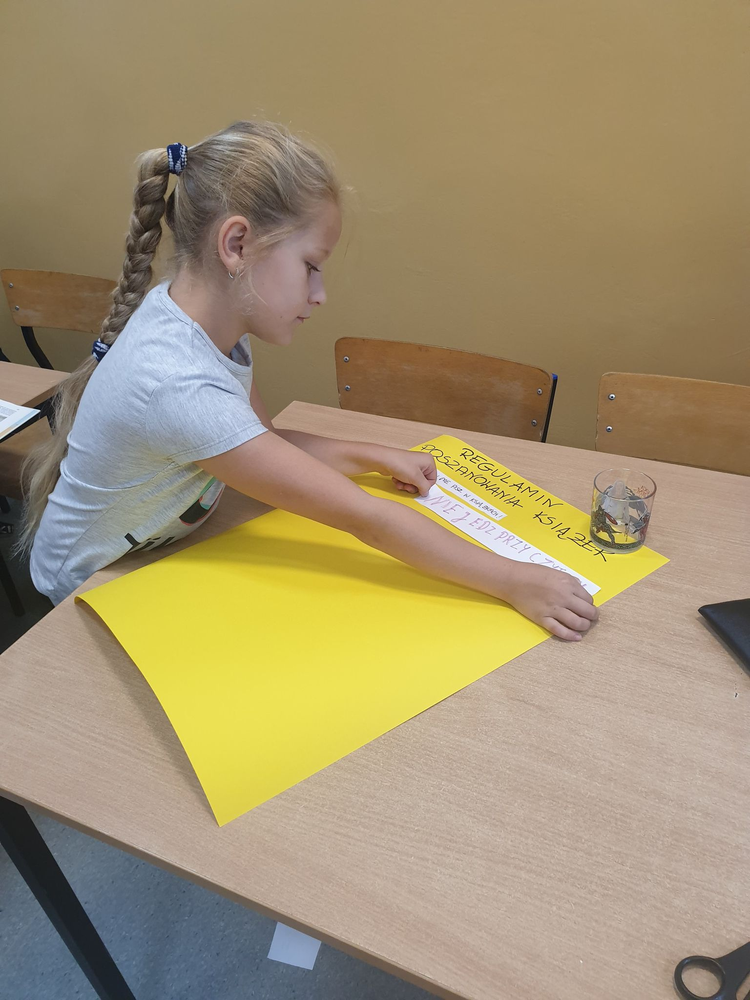 REGULAMIN
POSZANOWANIA KSIĄŻEK
NIE PISZ W KSIĄŻKACH!
NIE JEDZ PRZY